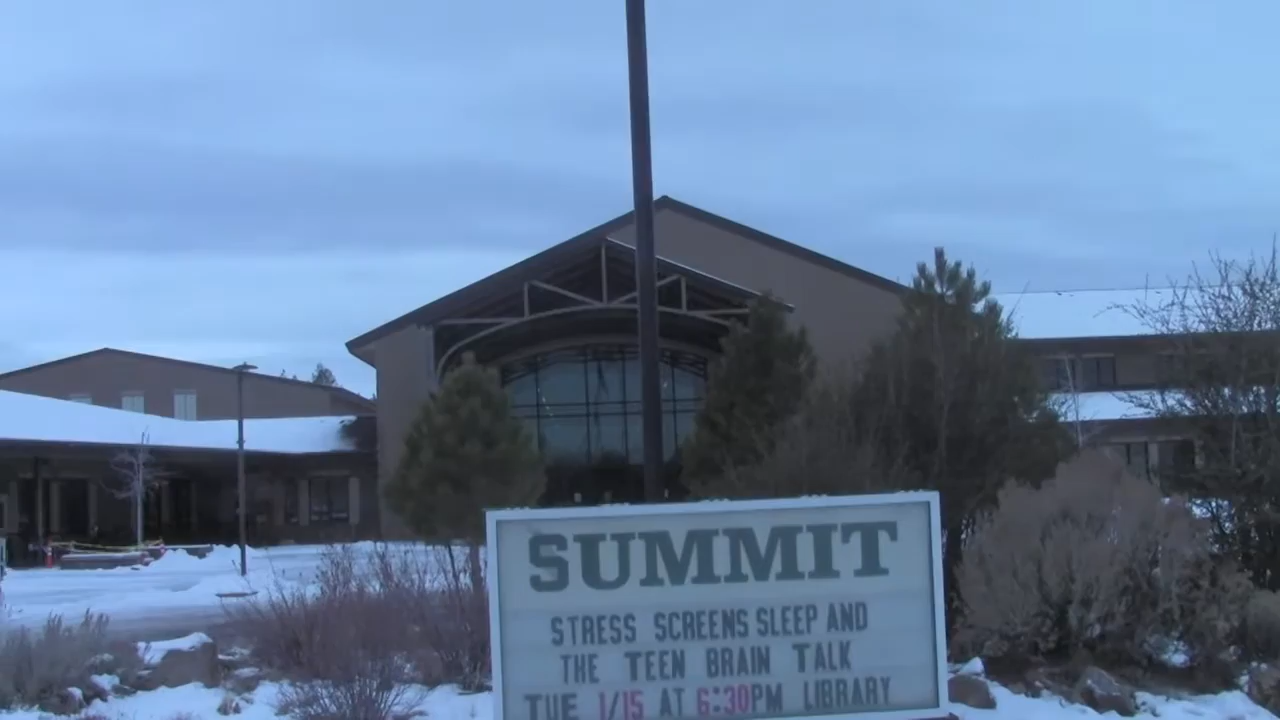 SUMMIT
STRESS SCREENS SLEEP AND
THE TEEN BRAIN TALK
TUE 1/15 AT 6:30PM LIBRARY